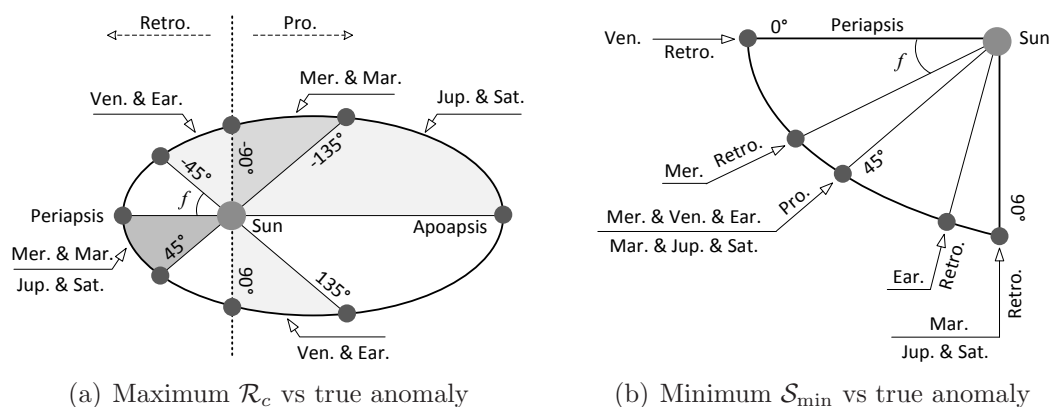 Retro. Pro.
Mer. & Mar.
Ven. & Ear.
Jup. & Sat.
-90°
-135°
-45°
f
Periapsis
Sun
Apoapsis
Mer. & Mar.
Jup. & Sat.
45°
90°
135°
Ven. & Ear.
(a) Maximum R_c vs true anomaly
0° Periapsis
Ven.
Retro.
Sun
f
Mer.
Retro.
45°
Mer. & Ven. & Ear.
Mar. & Jup. & Sat.
Pro.
90°
Ear.
Retro.
Retro.
Mar.
Jup. & Sat.
(b) Minimum S_min vs true anomaly